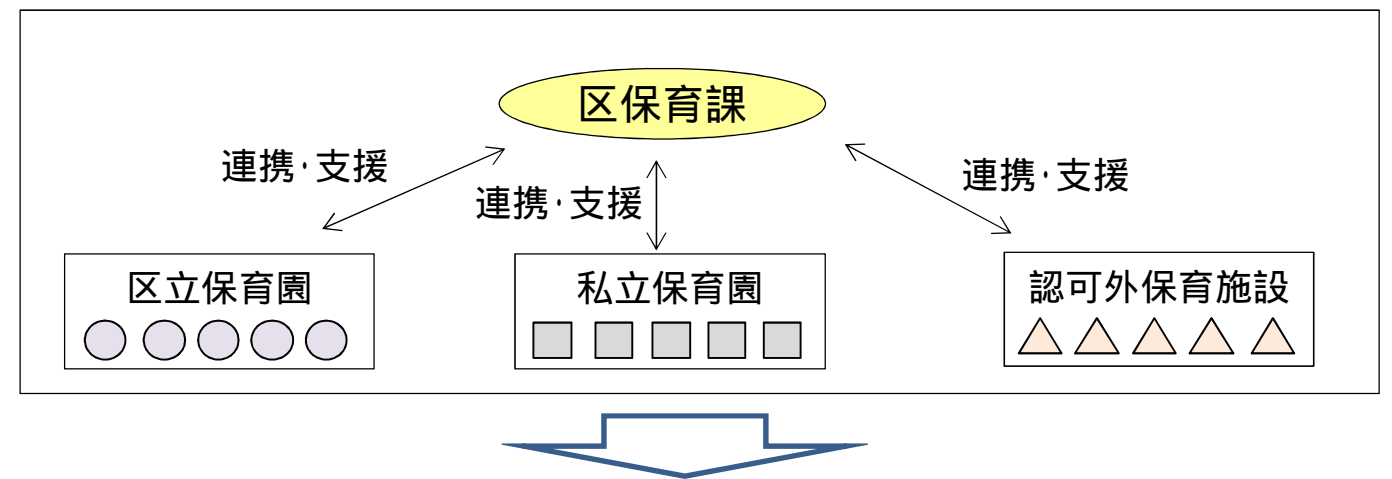 区保育課
連携・支援
連携・支援
連携・支援
区立保育園
私立保育園
認可外保育施設